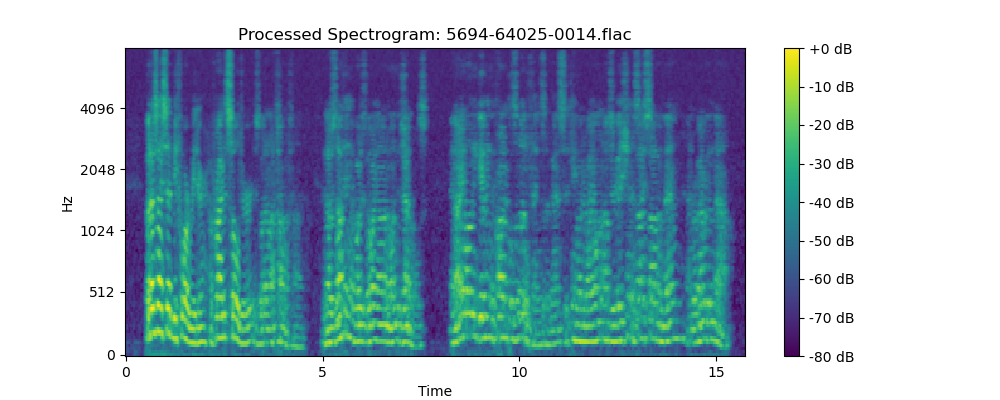 Processed Spectrogram: 5694-64025-0014.flac
+0 dB
4096
-10 dB
-20 dB
2048
-30 dB
Hz
1024
-40 dB
-50 dB
512
-60 dB
-70 dB
0
-80 dB
0 5 10 15
Time